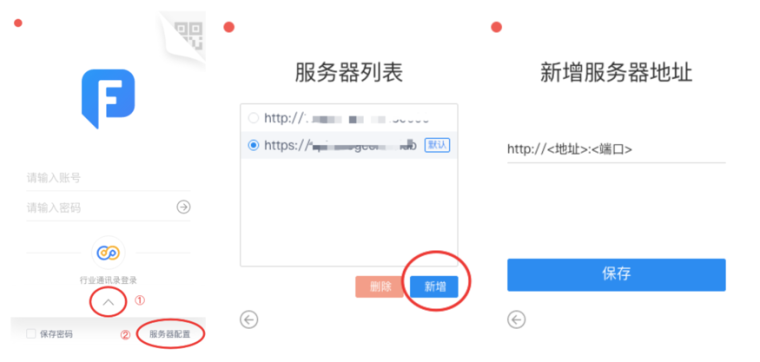 F
请输入账号
请输入密码
行业通讯录登录
①
保存密码
②
服务器配置
服务器列表
http://
https://
默认
删除
新增
新增服务器地址
http://<地址>:<端口>
保存